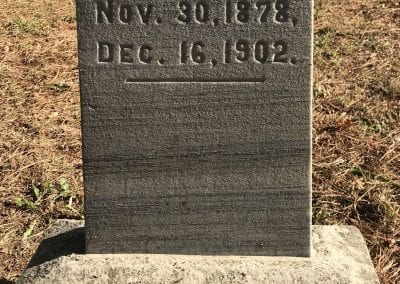 Nov. 30, 1878,
Dec. 16, 1902.